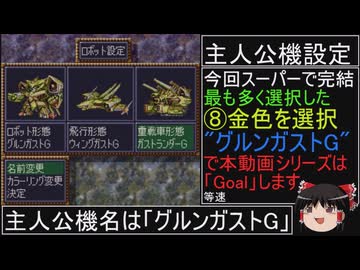 ロボット設定
ロボット形態
グルンガストG
飛行形態
ウィングガストG
重戦車形態
ガストランダーG
名前変更
カラーリング変更
決定
主人公機名は「グルンガストG」
主人公機設定
今回スーパーで完結
最も多く選択した
⑧金色を選択
"グルンガストG"
で本動画シリーズは
「Goal」します
等速